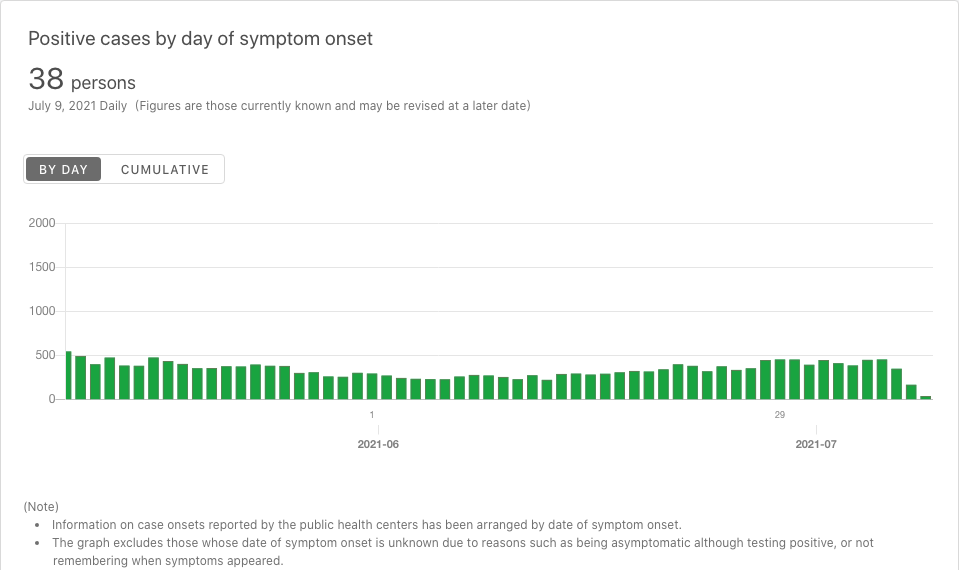 Positive cases by day of symptom onset
38 persons
July 9, 2021 Daily (Figures are those currently known and may be revised at a later date)
BY DAY CUMULATIVE
2000
1500
1000
500
0
1 29
2021-06 2021-07
(Note)
• Information on case onsets reported by the public health centers has been arranged by date of symptom onset.
• The graph excludes those whose date of symptom onset is unknown due to reasons such as being asymptomatic although testing positive, or not
remembering when symptoms appeared.